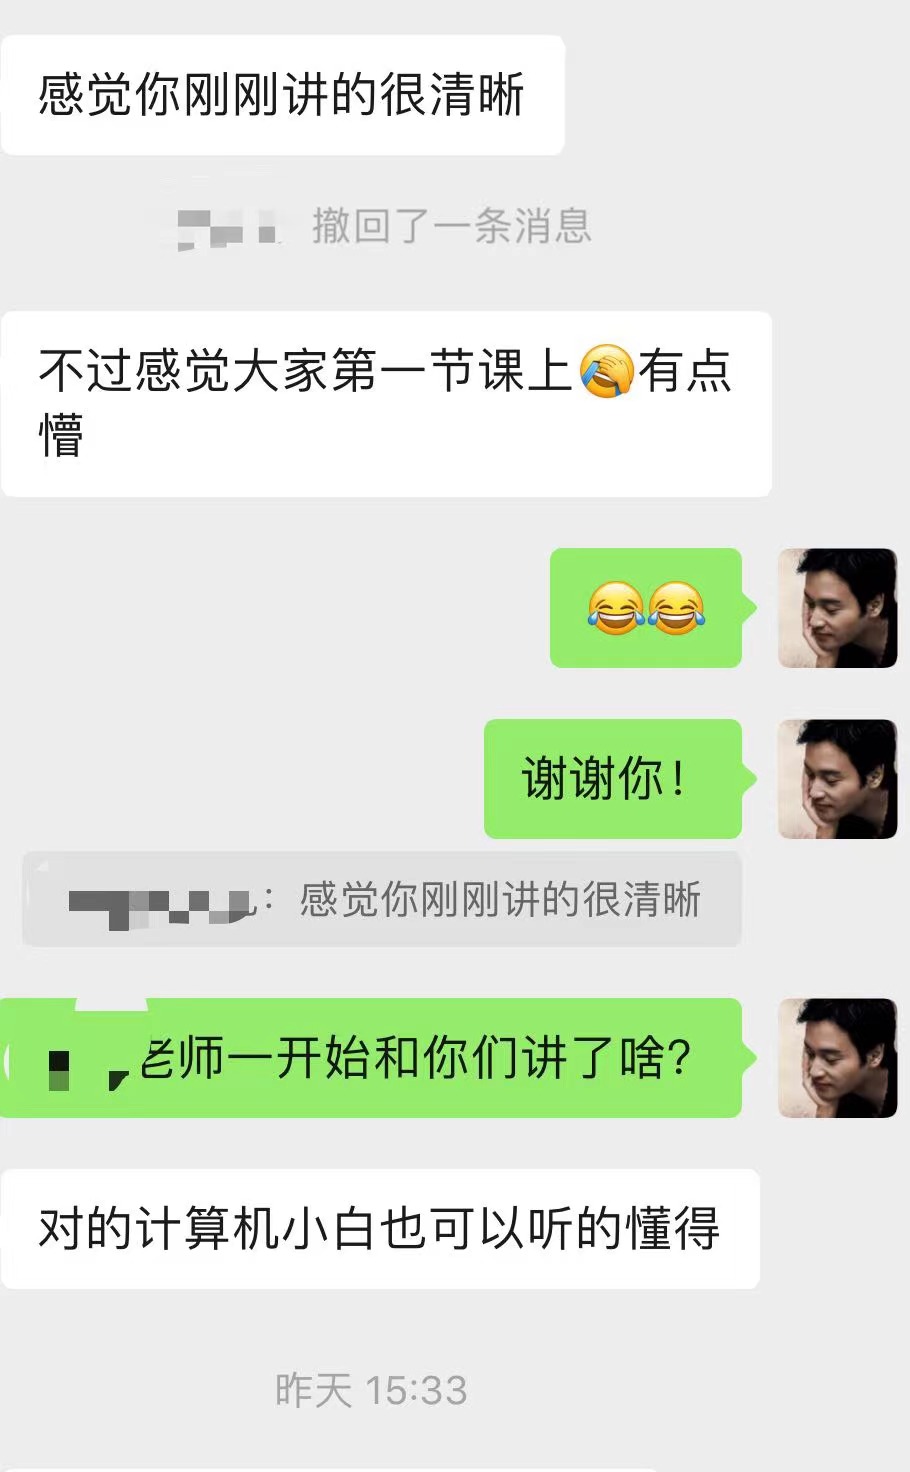 感觉你刚刚讲的很清晰
撤回了一条消息
不过感觉大家第一节课上🤦有点
懵
😂😂
谢谢你！
：感觉你刚刚讲的很清晰
老师一开始和你们讲了啥？
对的计算机小白也可以听的懂得
昨天 15:33